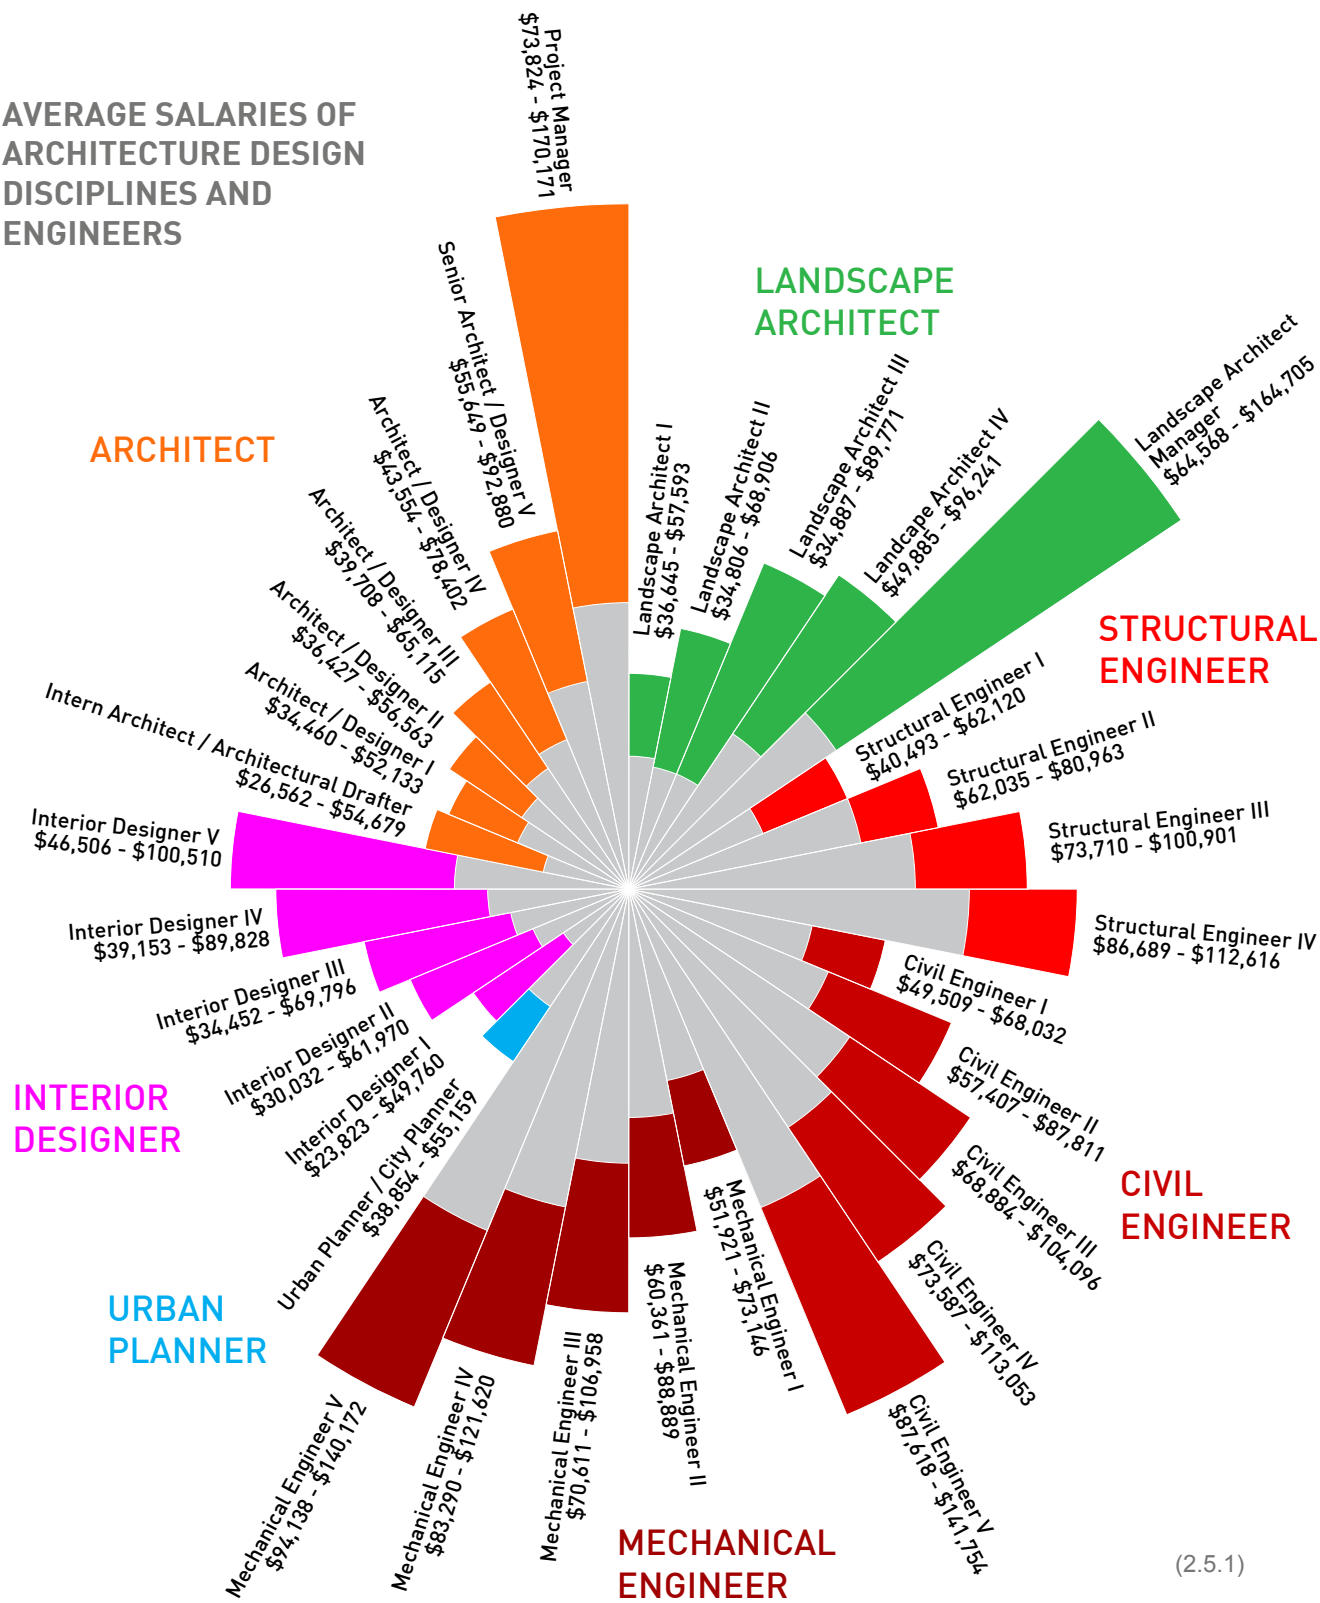 AVERAGE SALARIES OF
ARCHITECTURE DESIGN
DISCIPLINES AND
ENGINEERS
ARCHITECT
Project Manager
$73,824 - $170,171
Senior Architect / Designer V
$55,649 - $92,880
Architect / Designer IV
$43,554 - $78,402
Architect / Designer III
$39,708 - $65,115
Architect / Designer II
$36,427 - $56,563
Architect / Designer I
$34,460 - $52,133
Intern Architect / Architectural Drafter
$26,562 - $54,679
LANDSCAPE
ARCHITECT
Landscape Architect I
$36,645 - $57,593
Landscape Architect II
$34,806 - $68,906
Landscape Architect III
$34,887 - $89,771
Landcape Architect IV
$49,885 - $96,241
Landscape Architect
Manager
$64,568 - $164,705
STRUCTURAL
ENGINEER
Structural Engineer I
$40,493 - $62,120
Structural Engineer II
$62,035 - $80,963
Structural Engineer III
$73,710 - $100,901
Structural Engineer IV
$86,689 - $112,616
CIVIL
ENGINEER
Civil Engineer I
$49,509 - $68,032
Civil Engineer II
$57,407 - $87,811
Civil Engineer III
$68,884 - $104,096
Civil Engineer IV
$73,587 - $113,053
Civil Engineer V
$87,618 - $141,754
MECHANICAL
ENGINEER
Mechanical Engineer I
$51,921 - $73,146
Mechanical Engineer II
$60,361 - $88,889
Mechanical Engineer III
$70,611 - $106,958
Mechanical Engineer IV
$83,290 - $121,620
Mechanical Engineer V
$94,138 - $140,172
URBAN
PLANNER
Urban Planner / City Planner
$38,854 - $55,159
INTERIOR
DESIGNER
Interior Designer I
$23,823 - $49,760
Interior Designer II
$30,032 - $61,970
Interior Designer III
$34,452 - $69,796
Interior Designer IV
$39,153 - $89,828
Interior Designer V
$46,506 - $100,510
(2.5.1)